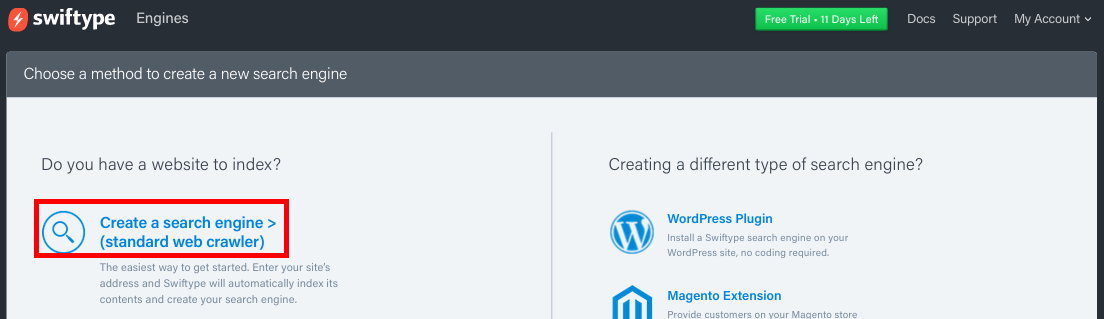 swiftype Engines Free Trial • 11 Days Left Docs Support My Account
Choose a method to create a new search engine
Do you have a website to index?
Create a search engine >
(standard web crawler)
The easiest way to get started. Enter your site's
address and Swiftype will automatically index its
contents and create your search engine.
Creating a different type of search engine?
WordPress Plugin
Install a Swiftype search engine on your
WordPress site, no coding required.
Magento Extension
Provide customers on your Magento store